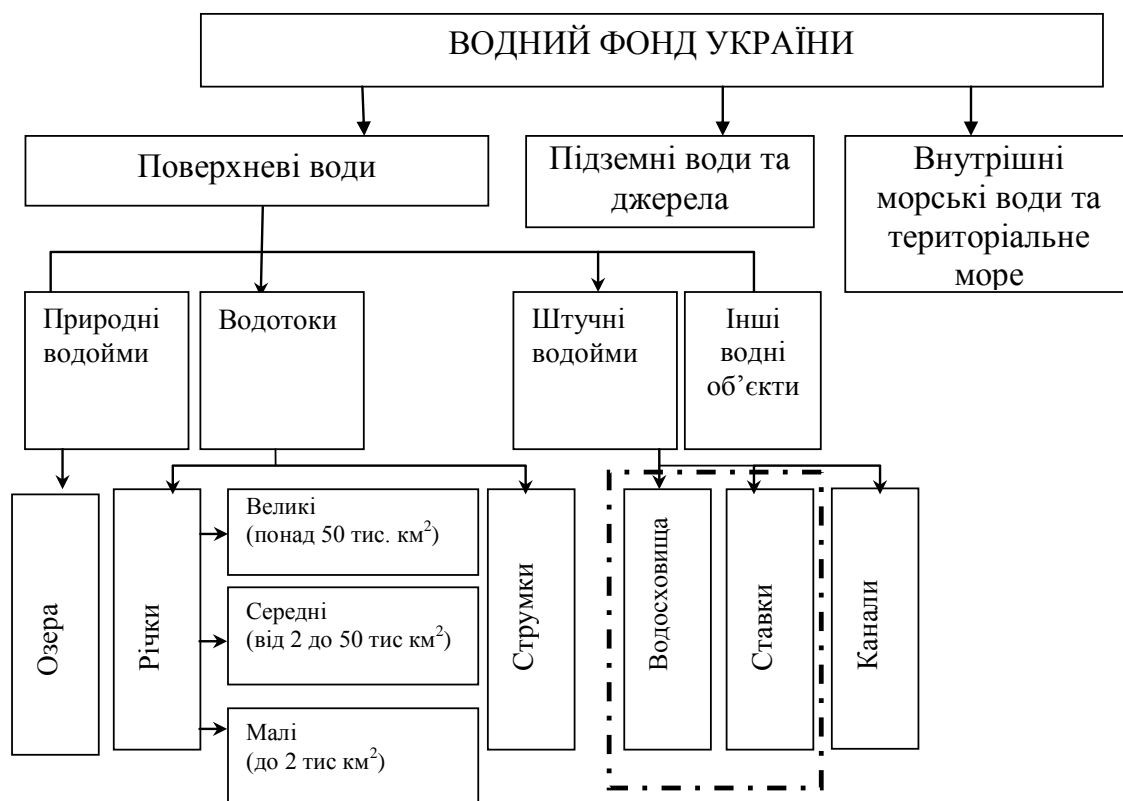 ВОДНИЙ ФОНД УКРАЇНИ
Поверхневі води
Підземні води та
джерела
Внутрішні
морські води та
територіальне
море
Природні
водойми
Водотоки
Штучні
водойми
Інші
водні
об’єкти
Озера
Річки
Великі
(понад 50 тис. км²)
Середні
(від 2 до 50 тис км²)
Малі
(до 2 тис км²)
Струмки
Водосховища
Ставки
Канали